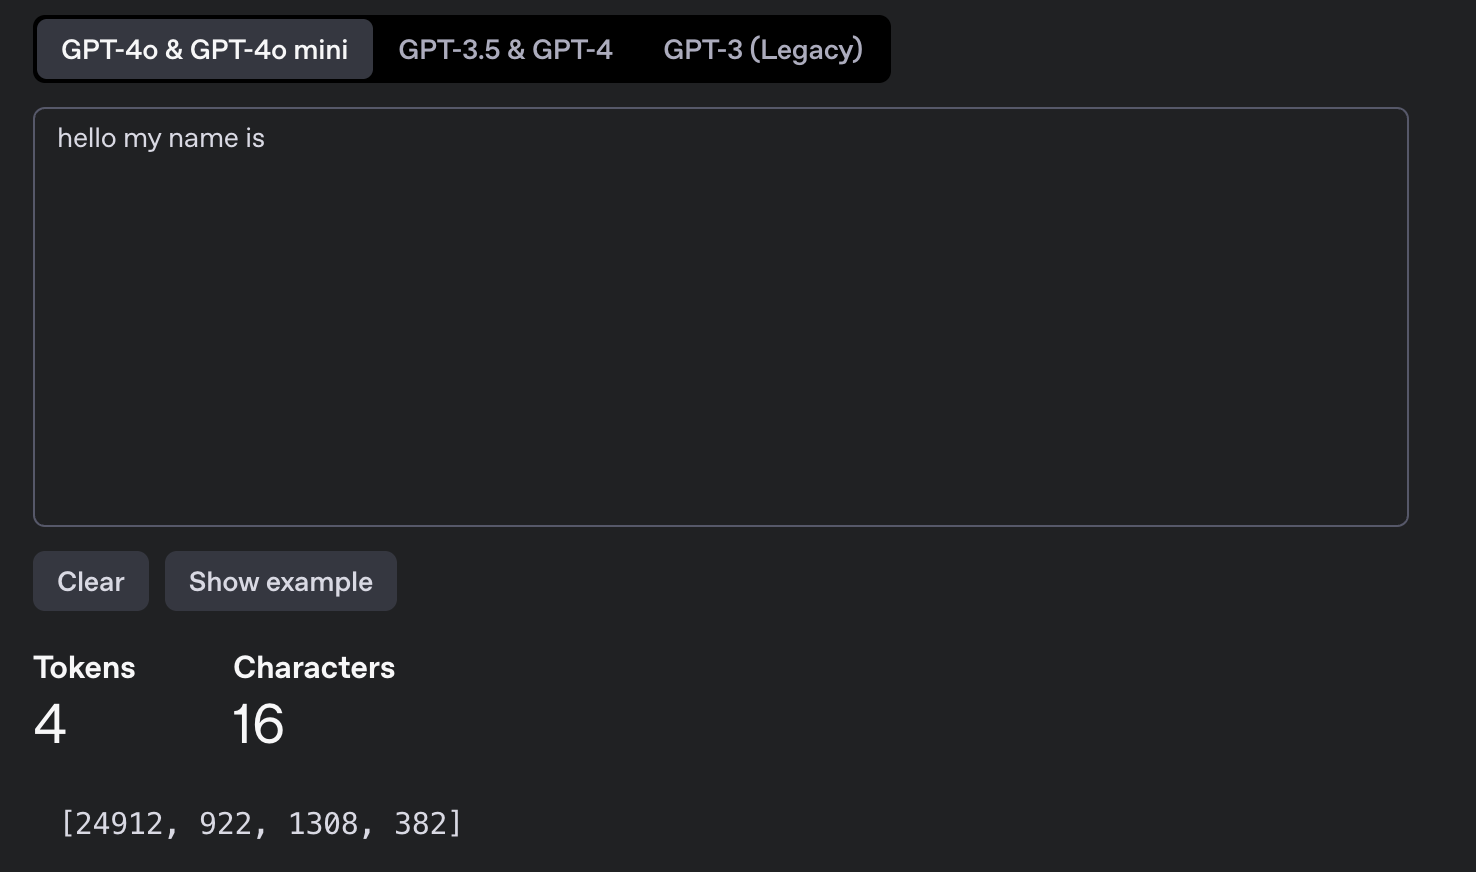 GPT-4o & GPT-4o mini GPT-3.5 & GPT-4 GPT-3 (Legacy)
hello my name is
Clear Show example
Tokens Characters
4 16
[24912, 922, 1308, 382]